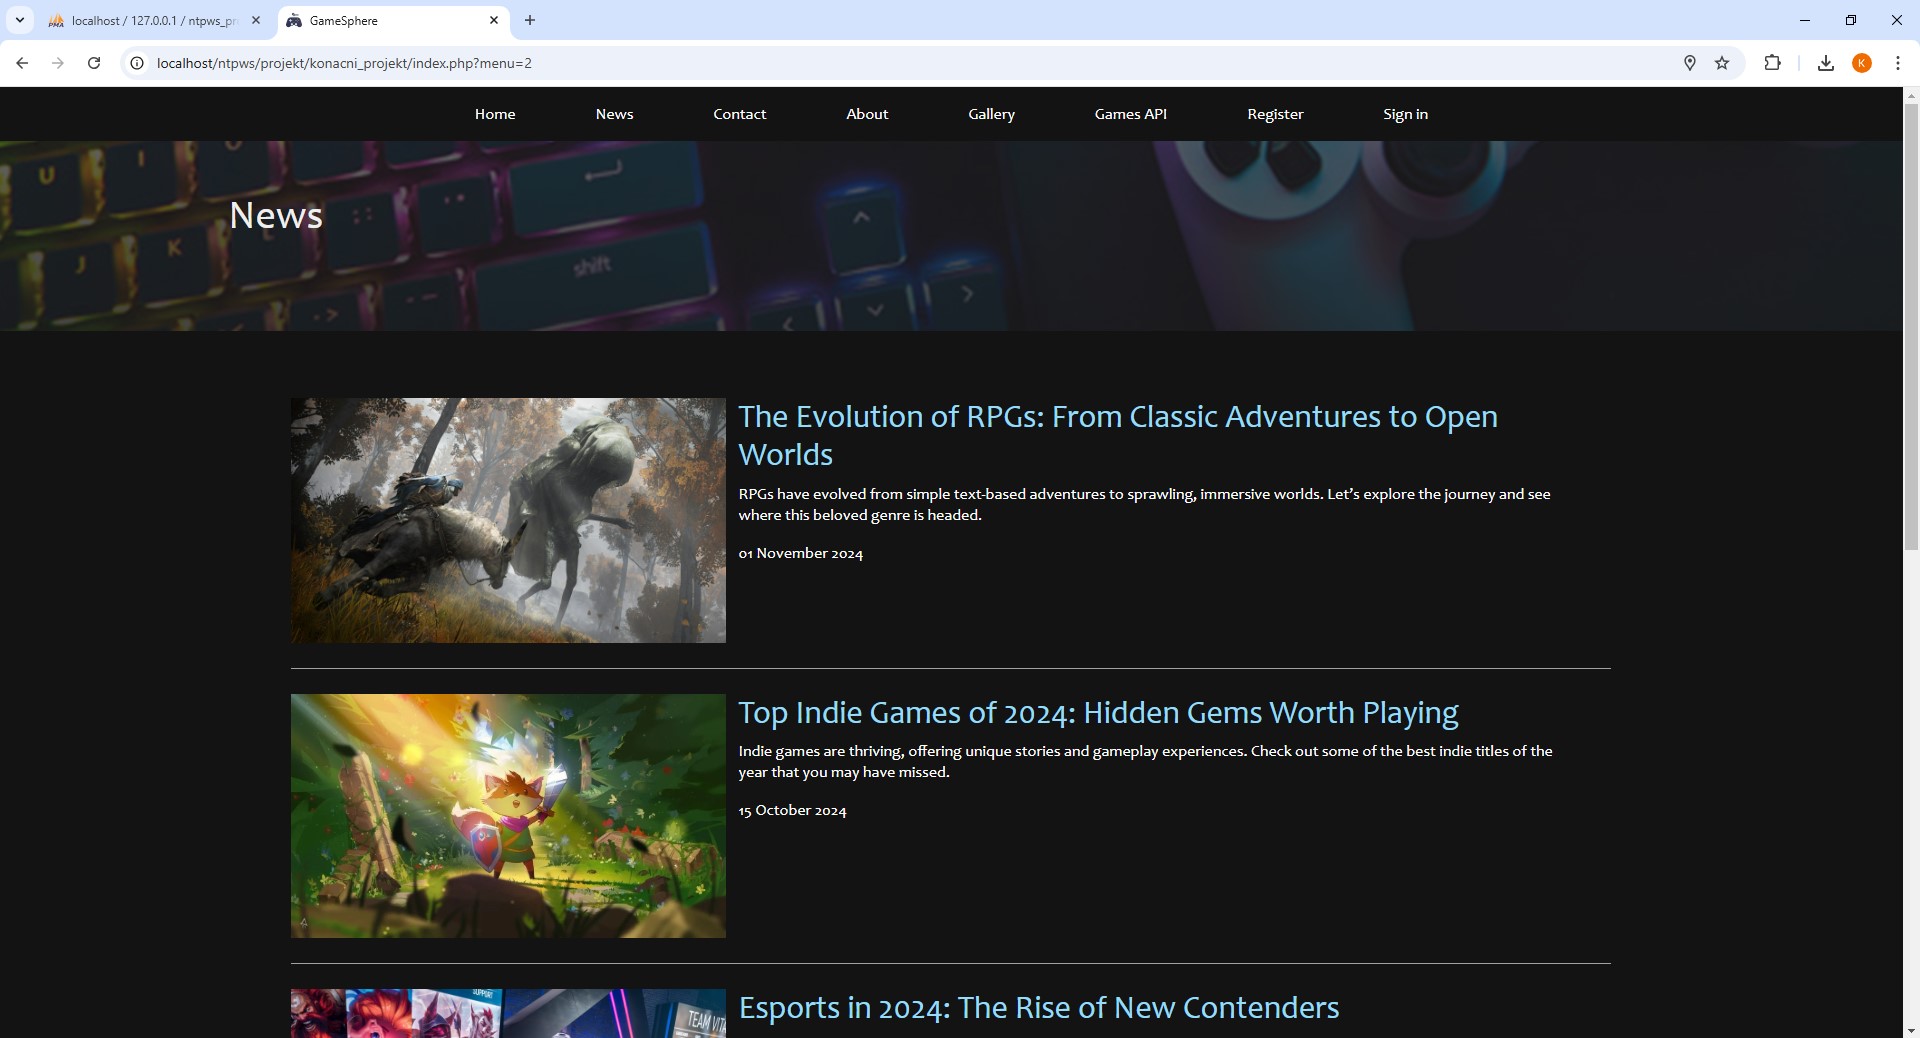 localhost / 127.0.0.1 / ntpws_pr
GameSphere
localhost/ntpws/projekt/konacni_projekt/index.php?menu=2
K
Home News Contact About Gallery Games API Register Sign in
U I O
J K
shift
News
The Evolution of RPGs: From Classic Adventures to Open
Worlds
RPGs have evolved from simple text-based adventures to sprawling, immersive worlds. Let’s explore the journey and see
where this beloved genre is headed.
01 November 2024
Top Indie Games of 2024: Hidden Gems Worth Playing
Indie games are thriving, offering unique stories and gameplay experiences. Check out some of the best indie titles of the
year that you may have missed.
15 October 2024
SUPPORT
TEAM VITA
Esports in 2024: The Rise of New Contenders